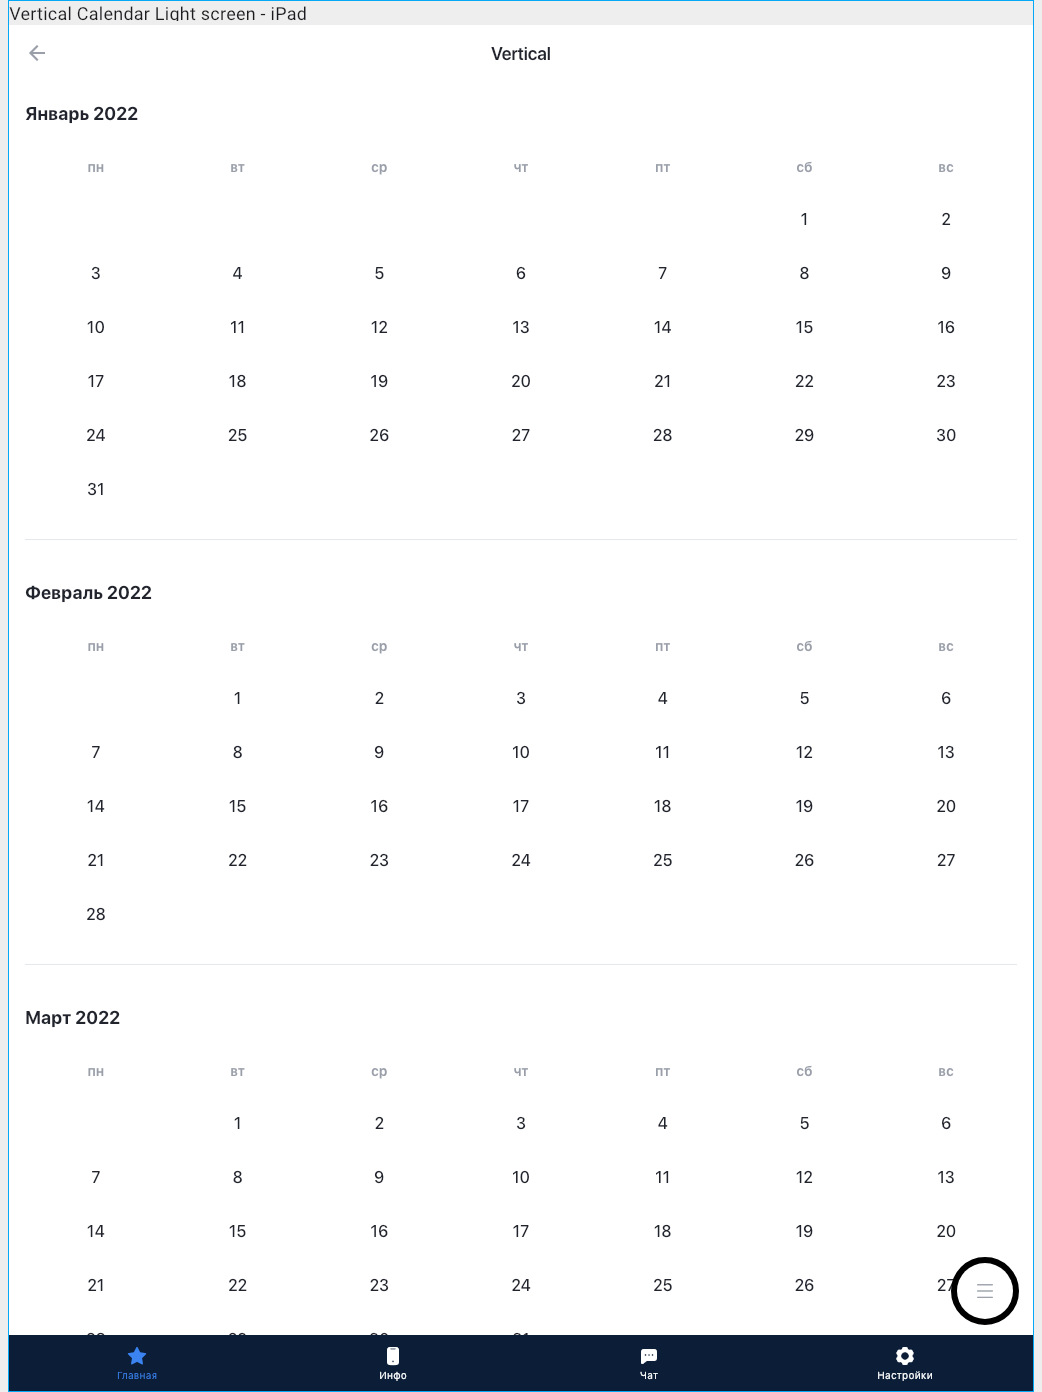 Vertical Calendar Light screen - iPad
Vertical
Январь 2022
пн вт ср чт пт сб вс
1 2
3 4 5 6 7 8 9
10 11 12 13 14 15 16
17 18 19 20 21 22 23
24 25 26 27 28 29 30
31
Февраль 2022
пн вт ср чт пт сб вс
1 2 3 4 5 6
7 8 9 10 11 12 13
14 15 16 17 18 19 20
21 22 23 24 25 26 27
28
Март 2022
пн вт ср чт пт сб вс
1 2 3 4 5 6
7 8 9 10 11 12 13
14 15 16 17 18 19 20
21 22 23 24 25 26 27
Главная Инфо Чат Настройки